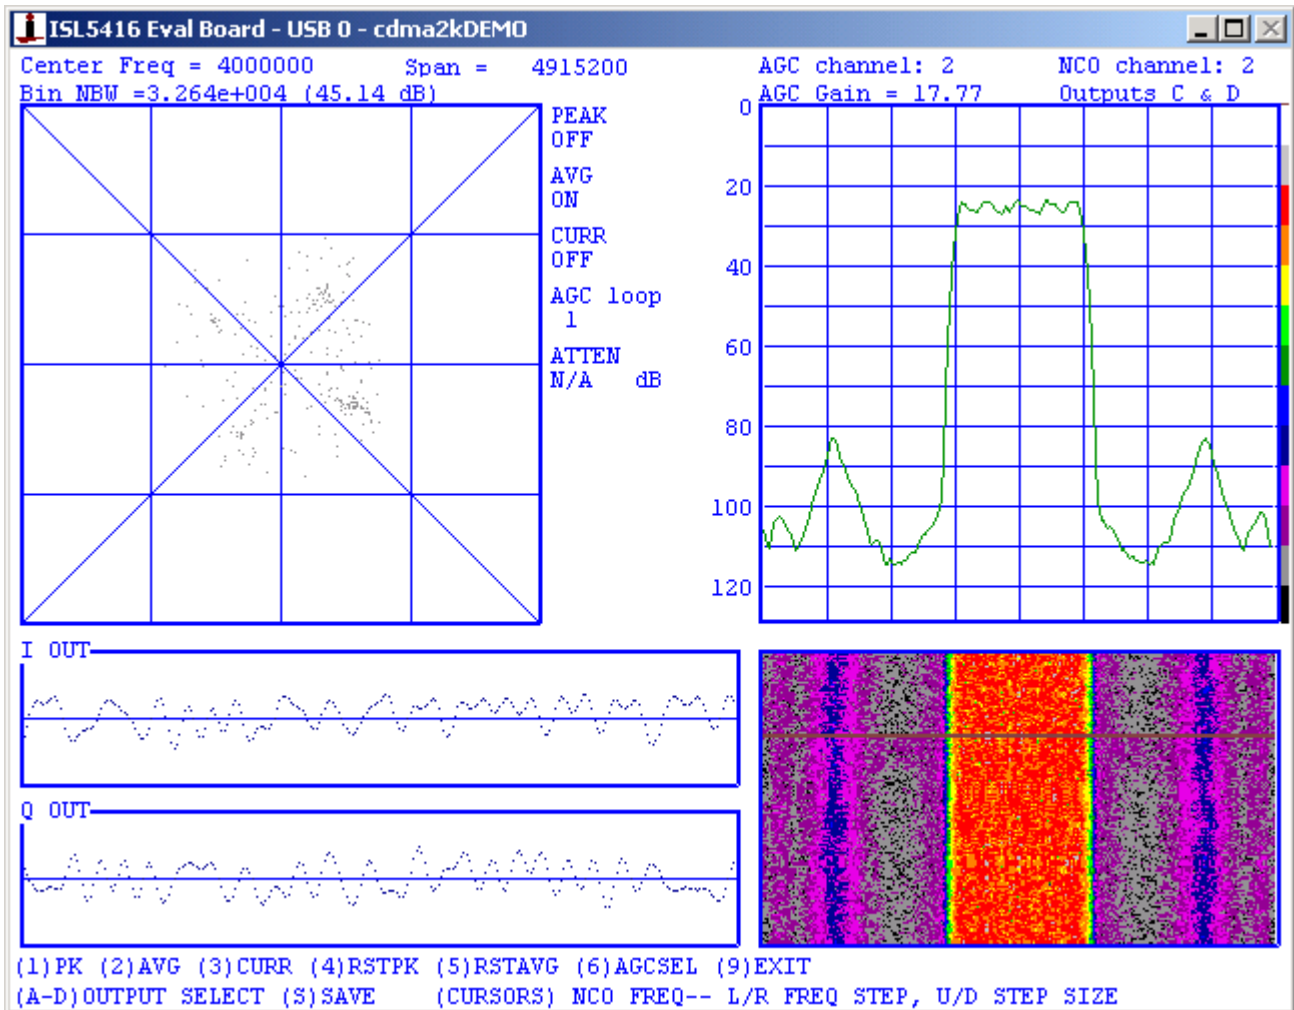 ISL5416 Eval Board - USB 0 - cdma2kDEMO
Center Freq = 4000000 Span = 4915200
Bin NBW =3.264e+004 (45.14 dB)
AGC channel: 2 NCO channel: 2
AGC Gain = 17.77 Outputs C & D
PEAK
OFF
AVG
ON
CURR
OFF
AGC loop
1
ATTEN
N/A dB
0
20
40
60
80
100
120
I OUT
Q OUT
(1)PK (2)AVG (3)CURR (4)RSTPK (5)RSTAVG (6)AGCSEL (9)EXIT
(A-D)OUTPUT SELECT (S)SAVE (CURSORS) NCO FREQ-- L/R FREQ STEP, U/D STEP SIZE